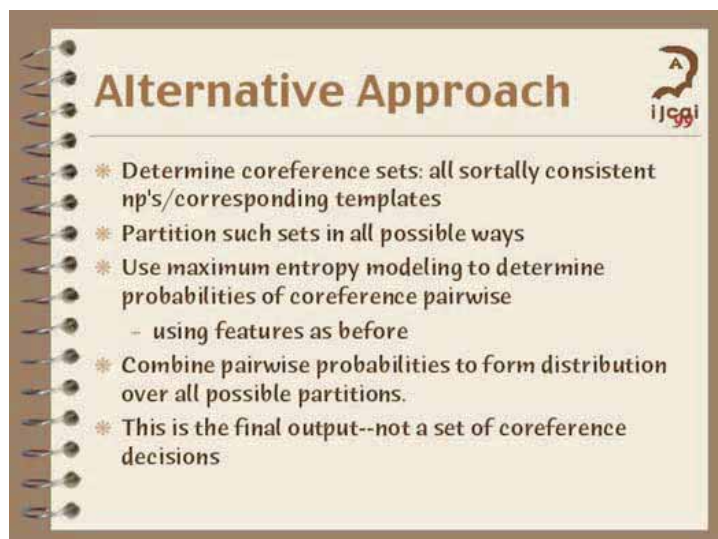 Alternative Approach
A
ijcai
99
Determine coreference sets: all sortally consistent
np's/corresponding templates
Partition such sets in all possible ways
Use maximum entropy modeling to determine
probabilities of coreference pairwise
– using features as before
Combine pairwise probabilities to form distribution
over all possible partitions.
This is the final output--not a set of coreference
decisions